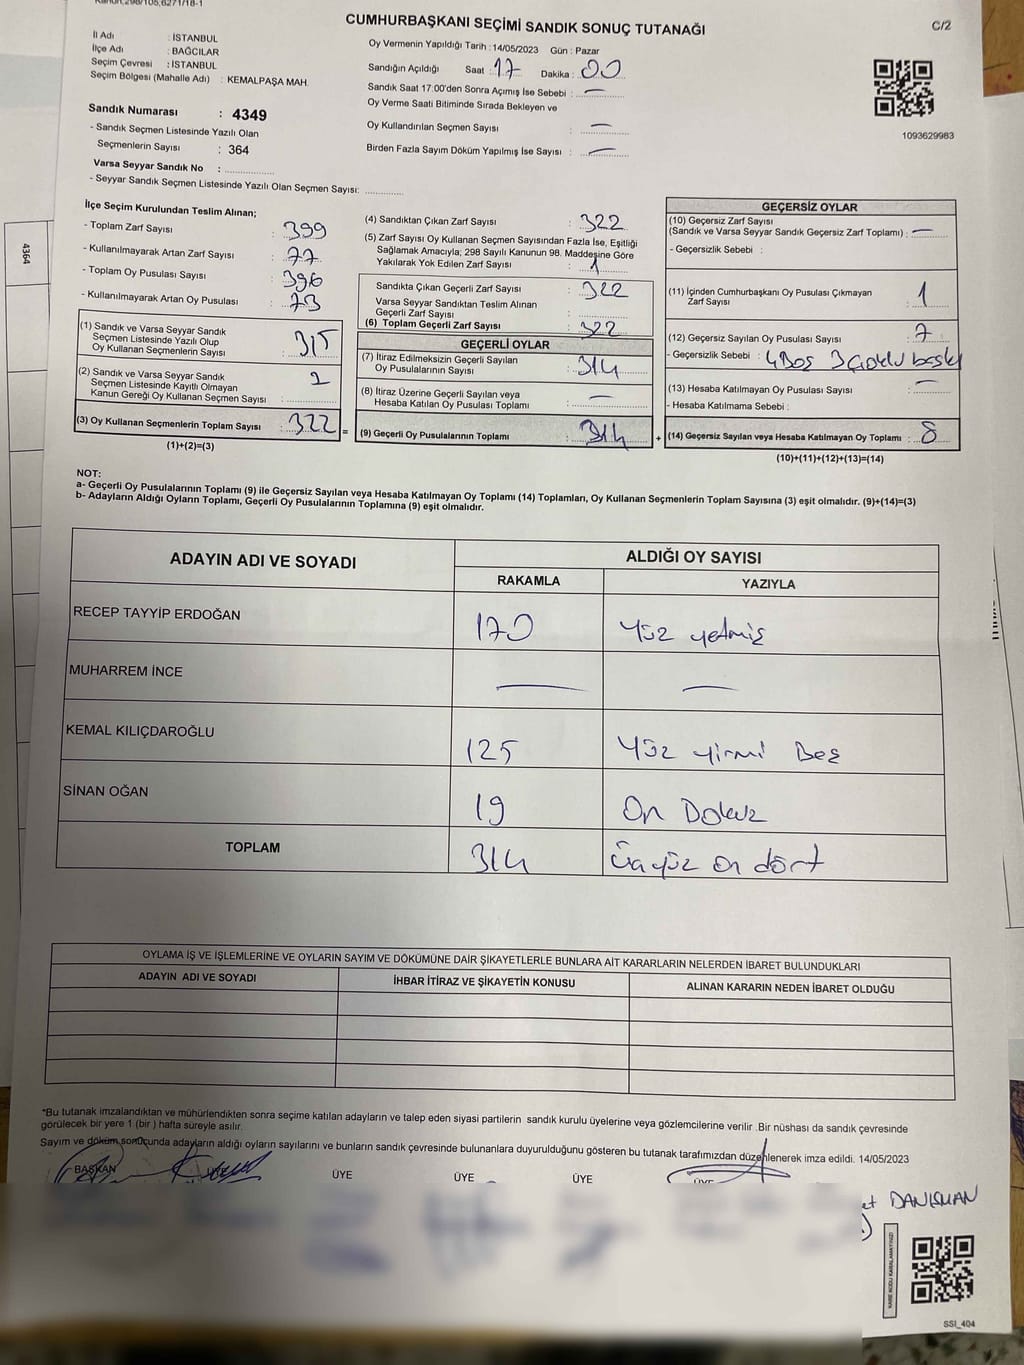 Kanun,298/105,6271/18-1
CUMHURBAŞKANI SEÇİMİ SANDIK SONUÇ TUTANAĞI
C/2
İl Adı : İSTANBUL
İlçe Adı : BAĞCILAR
Seçim Çevresi : İSTANBUL
Seçim Bölgesi (Mahalle Adı) : KEMALPAŞA MAH.
Oy Vermenin Yapıldığı Tarih :14/05/2023 Gün : Pazar
Sandığın Açıldığı Saat : 17 Dakika : 00
Sandık Saat 17:00'den Sonra Açımış İse Sebebi : —
Oy Verme Saati Bitiminde Sırada Bekleyen ve
Oy Kullandırılan Seçmen Sayısı : —
Birden Fazla Sayım Döküm Yapılmış İse Sayısı : —
1093629983
Sandık Numarası : 4349
- Sandık Seçmen Listesinde Yazılı Olan
Seçmenlerin Sayısı : 364
Varsa Seyyar Sandık No :
- Seyyar Sandık Seçmen Listesinde Yazılı Olan Seçmen Sayısı:
İlçe Seçim Kurulundan Teslim Alınan;
- Toplam Zarf Sayısı : 399
- Kullanılmayarak Artan Zarf Sayısı : 77
- Toplam Oy Pusulası Sayısı : 396
- Kullanılmayarak Artan Oy Pusulası : 73
(1) Sandık ve Varsa Seyyar Sandık
Seçmen Listesinde Yazılı Olup
Oy Kullanan Seçmenlerin Sayısı : 315
(2) Sandık ve Varsa Seyyar Sandık
Seçmen Listesinde Kayıtlı Olmayan
Kanun Gereği Oy Kullanan Seçmen Sayısı :
(3) Oy Kullanan Seçmenlerin Toplam Sayısı : 322
(1)+(2)=(3)
(4) Sandıktan Çıkan Zarf Sayısı : 322
(5) Zarf Sayısı Oy Kullanan Seçmen Sayısından Fazla İse, Eşitliği
Sağlamak Amacıyla; 298 Sayılı Kanunun 98. Maddesine Göre
Yakılarak Yok Edilen Zarf Sayısı : 1
Sandıkta Çıkan Geçerli Zarf Sayısı : 322
Varsa Seyyar Sandıktan Teslim Alınan
Geçerli Zarf Sayısı :
(6) Toplam Geçerli Zarf Sayısı : 322
GEÇERLİ OYLAR
(7) İtiraz Edilmeksizin Geçerli Sayılan
Oy Pusulalarının Sayısı : 314
(8) İtiraz Üzerine Geçerli Sayılan veya
Hesaba Katılan Oy Pusulası Toplamı : —
= (9) Geçerli Oy Pusulalarının Toplamı : 314
GEÇERSİZ OYLAR
(10) Geçersiz Zarf Sayısı
(Sandık ve Varsa Seyyar Sandık Geçersiz Zarf Toplamı) : —
- Geçersizlik Sebebi :
(11) İçinden Cumhurbaşkanı Oy Pusulası Çıkmayan
Zarf Sayısı : 1
(12) Geçersiz Sayılan Oy Pusulası Sayısı : 7
- Geçersizlik Sebebi : 4 Boş 3 çoklu baskı
(13) Hesaba Katılmayan Oy Pusulası Sayısı : —
- Hesaba Katılmama Sebebi :
+ (14) Geçersiz Sayılan veya Hesaba Katılmayan Oy Toplamı : 8
(10)+(11)+(12)+(13)=(14)
NOT:
a- Geçerli Oy Pusulalarının Toplamı (9) ile Geçersiz Sayılan veya Hesaba Katılmayan Oy Toplamı (14) Toplamları, Oy Kullanan Seçmenlerin Toplam Sayısına (3) eşit olmalıdır. (9)+(14)=(3)
b- Adayların Aldığı Oyların Toplamı, Geçerli Oy Pusulalarının Toplamına (9) eşit olmalıdır.
ADAYIN ADI VE SOYADI
ALDIĞI OY SAYISI
RAKAMLA YAZIYLA
RECEP TAYYİP ERDOĞAN 170 Yüz yetmiş
MUHARREM İNCE — —
KEMAL KILIÇDAROĞLU 125 Yüz yirmi Beş
SİNAN OĞAN 19 On Dokuz
TOPLAM 314 Üçyüz on dört
OYLAMA İŞ VE İŞLEMLERİNE VE OYLARIN SAYIM VE DÖKÜMÜNE DAİR ŞİKAYETLERLE BUNLARA AİT KARARLARIN NELERDEN İBARET BULUNDUKLARI
ADAYIN ADI VE SOYADI İHBAR İTİRAZ VE ŞİKAYETİN KONUSU ALINAN KARARIN NEDEN İBARET OLDUĞU
*Bu tutanak imzalandıktan ve mühürlendikten sonra seçime katılan adayların ve talep eden siyasi partilerin sandık kurulu üyelerine veya gözlemcilerine verilir .Bir nüshası da sandık çevresinde
görülecek bir yere 1 (bir ) hafta süreyle asılır.
Sayım ve döküm sonucunda adayların aldığı oyların sayılarını ve bunların sandık çevresinde bulunanlara duyurulduğunu gösteren bu tutanak tarafımızdan düzenlenerek imza edildi. 14/05/2023
BAŞKAN ÜYE ÜYE ÜYE ÜYE ÜYE
et DANIŞMAN
KARE KODU KARALAMAYINIZ!
SSI_404
4364